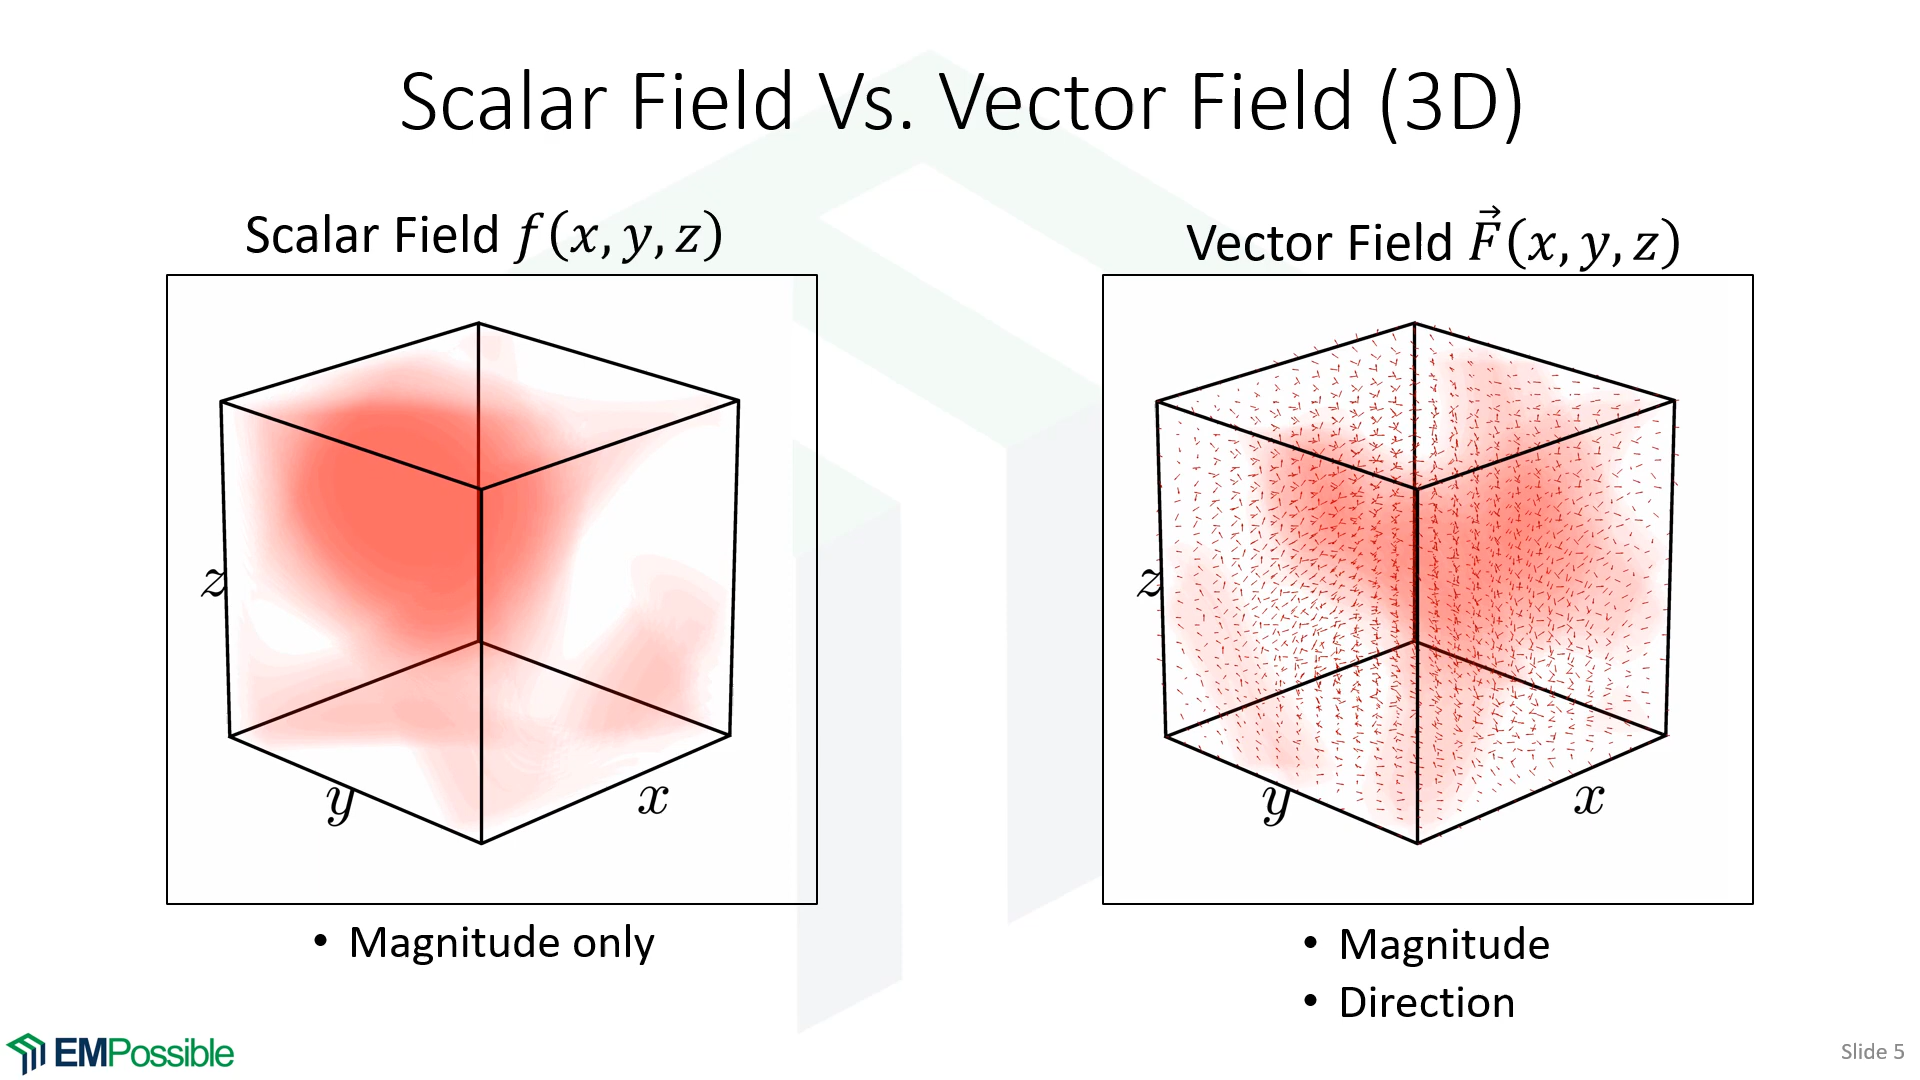 Scalar Field Vs. Vector Field (3D)
Scalar Field f(x, y, z)
z
y
x
• Magnitude only
Vector Field F⃗(x, y, z)
z
y
x
• Magnitude
• Direction
EMPossible
Slide 5